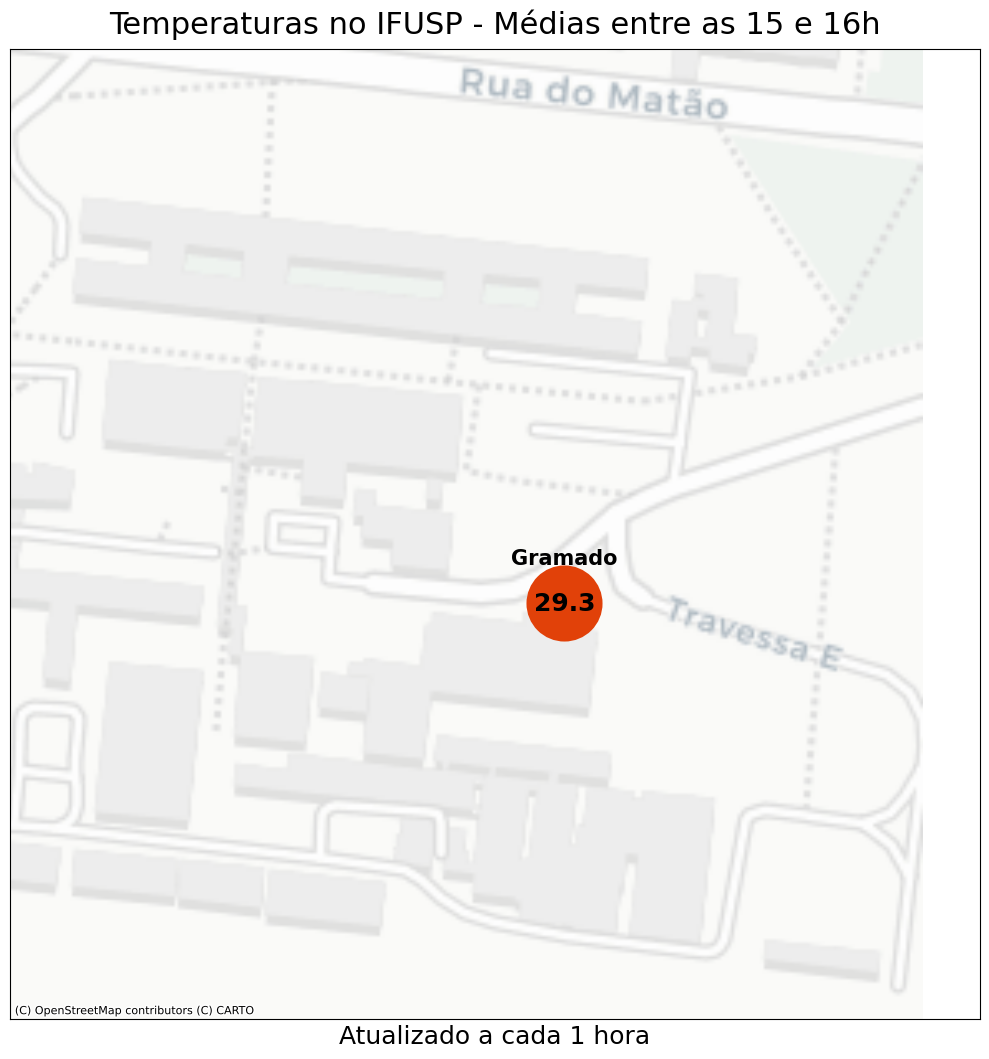 Temperaturas no IFUSP - Médias entre as 15 e 16h
Rua do Matão
Gramado
29.3
Travessa E
(C) OpenStreetMap contributors (C) CARTO
Atualizado a cada 1 hora